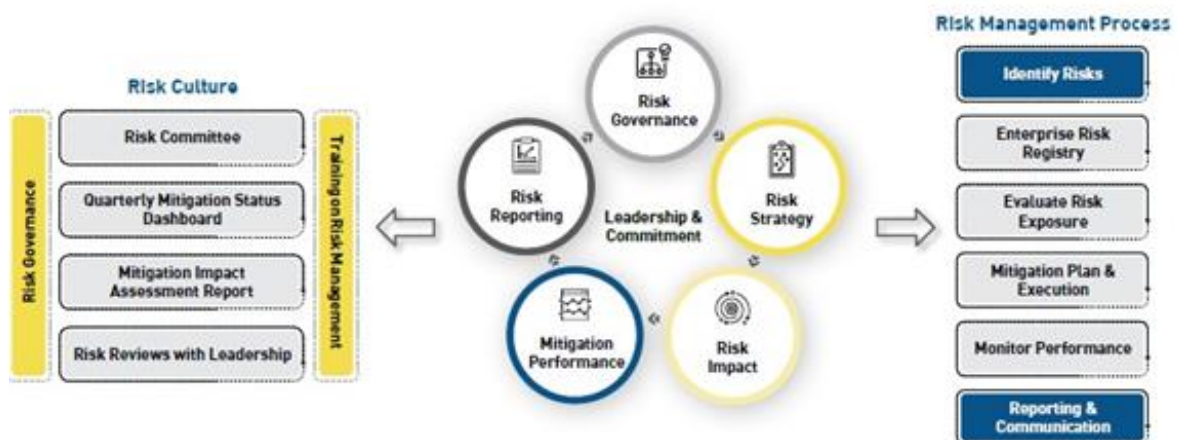 Risk Culture
Risk Governance
Risk Committee
Quarterly Mitigation Status
Dashboard
Mitigation Impact
Assessment Report
Risk Reviews with Leadership
Training on Risk Management
Risk
Governance
Risk
Strategy
Risk
Impact
Mitigation
Performance
Risk
Reporting
Leadership &
Commitment
Risk Management Process
Identify Risks
Enterprise Risk
Registry
Evaluate Risk
Exposure
Mitigation Plan &
Execution
Monitor Performance
Reporting &
Communication